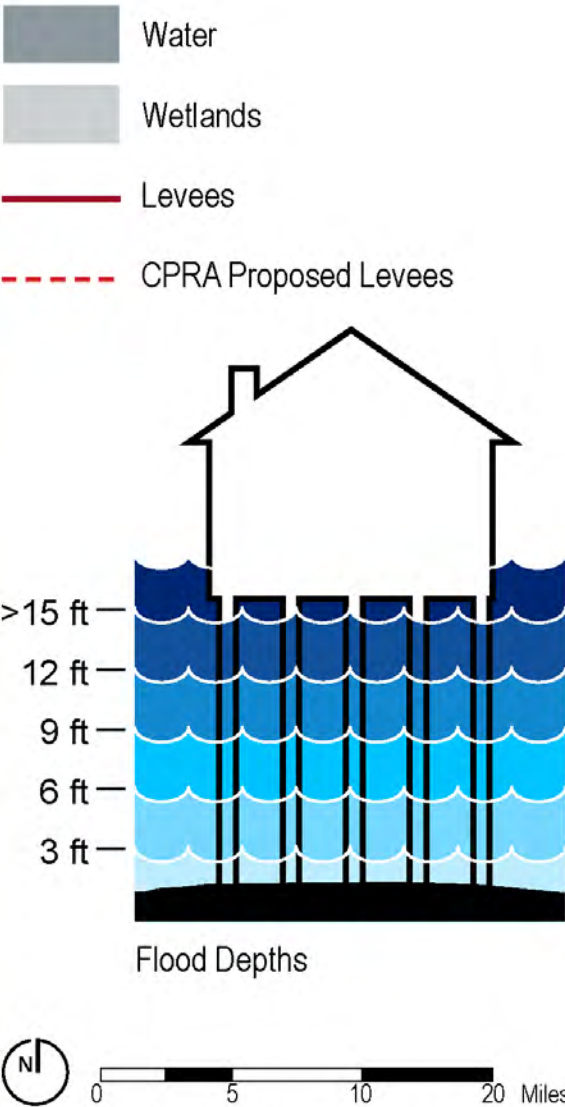 Water
Wetlands
Levees
CPRA Proposed Levees
>15 ft
12 ft
9 ft
6 ft
3 ft
Flood Depths
N
0 5 10 20 Miles